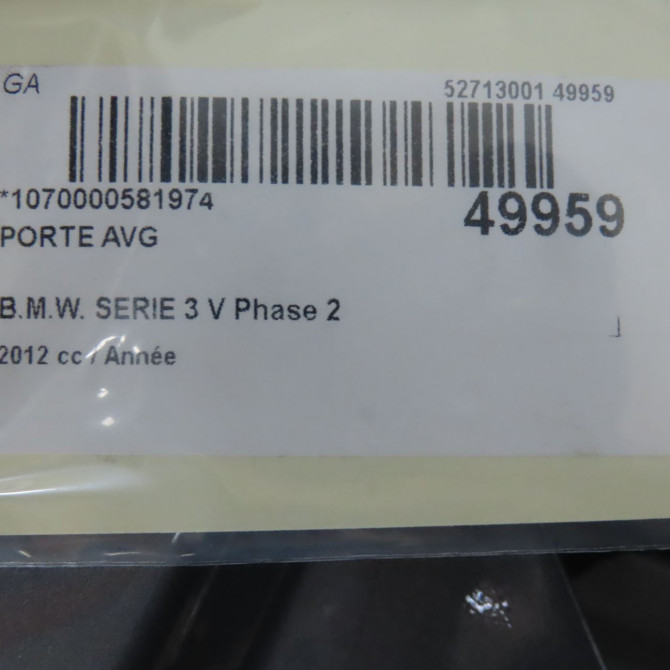 GA
52713001 49959
*1070000581974
49959
PORTE AVG
B.M.W. SERIE 3 V Phase 2
2012 cc / Année